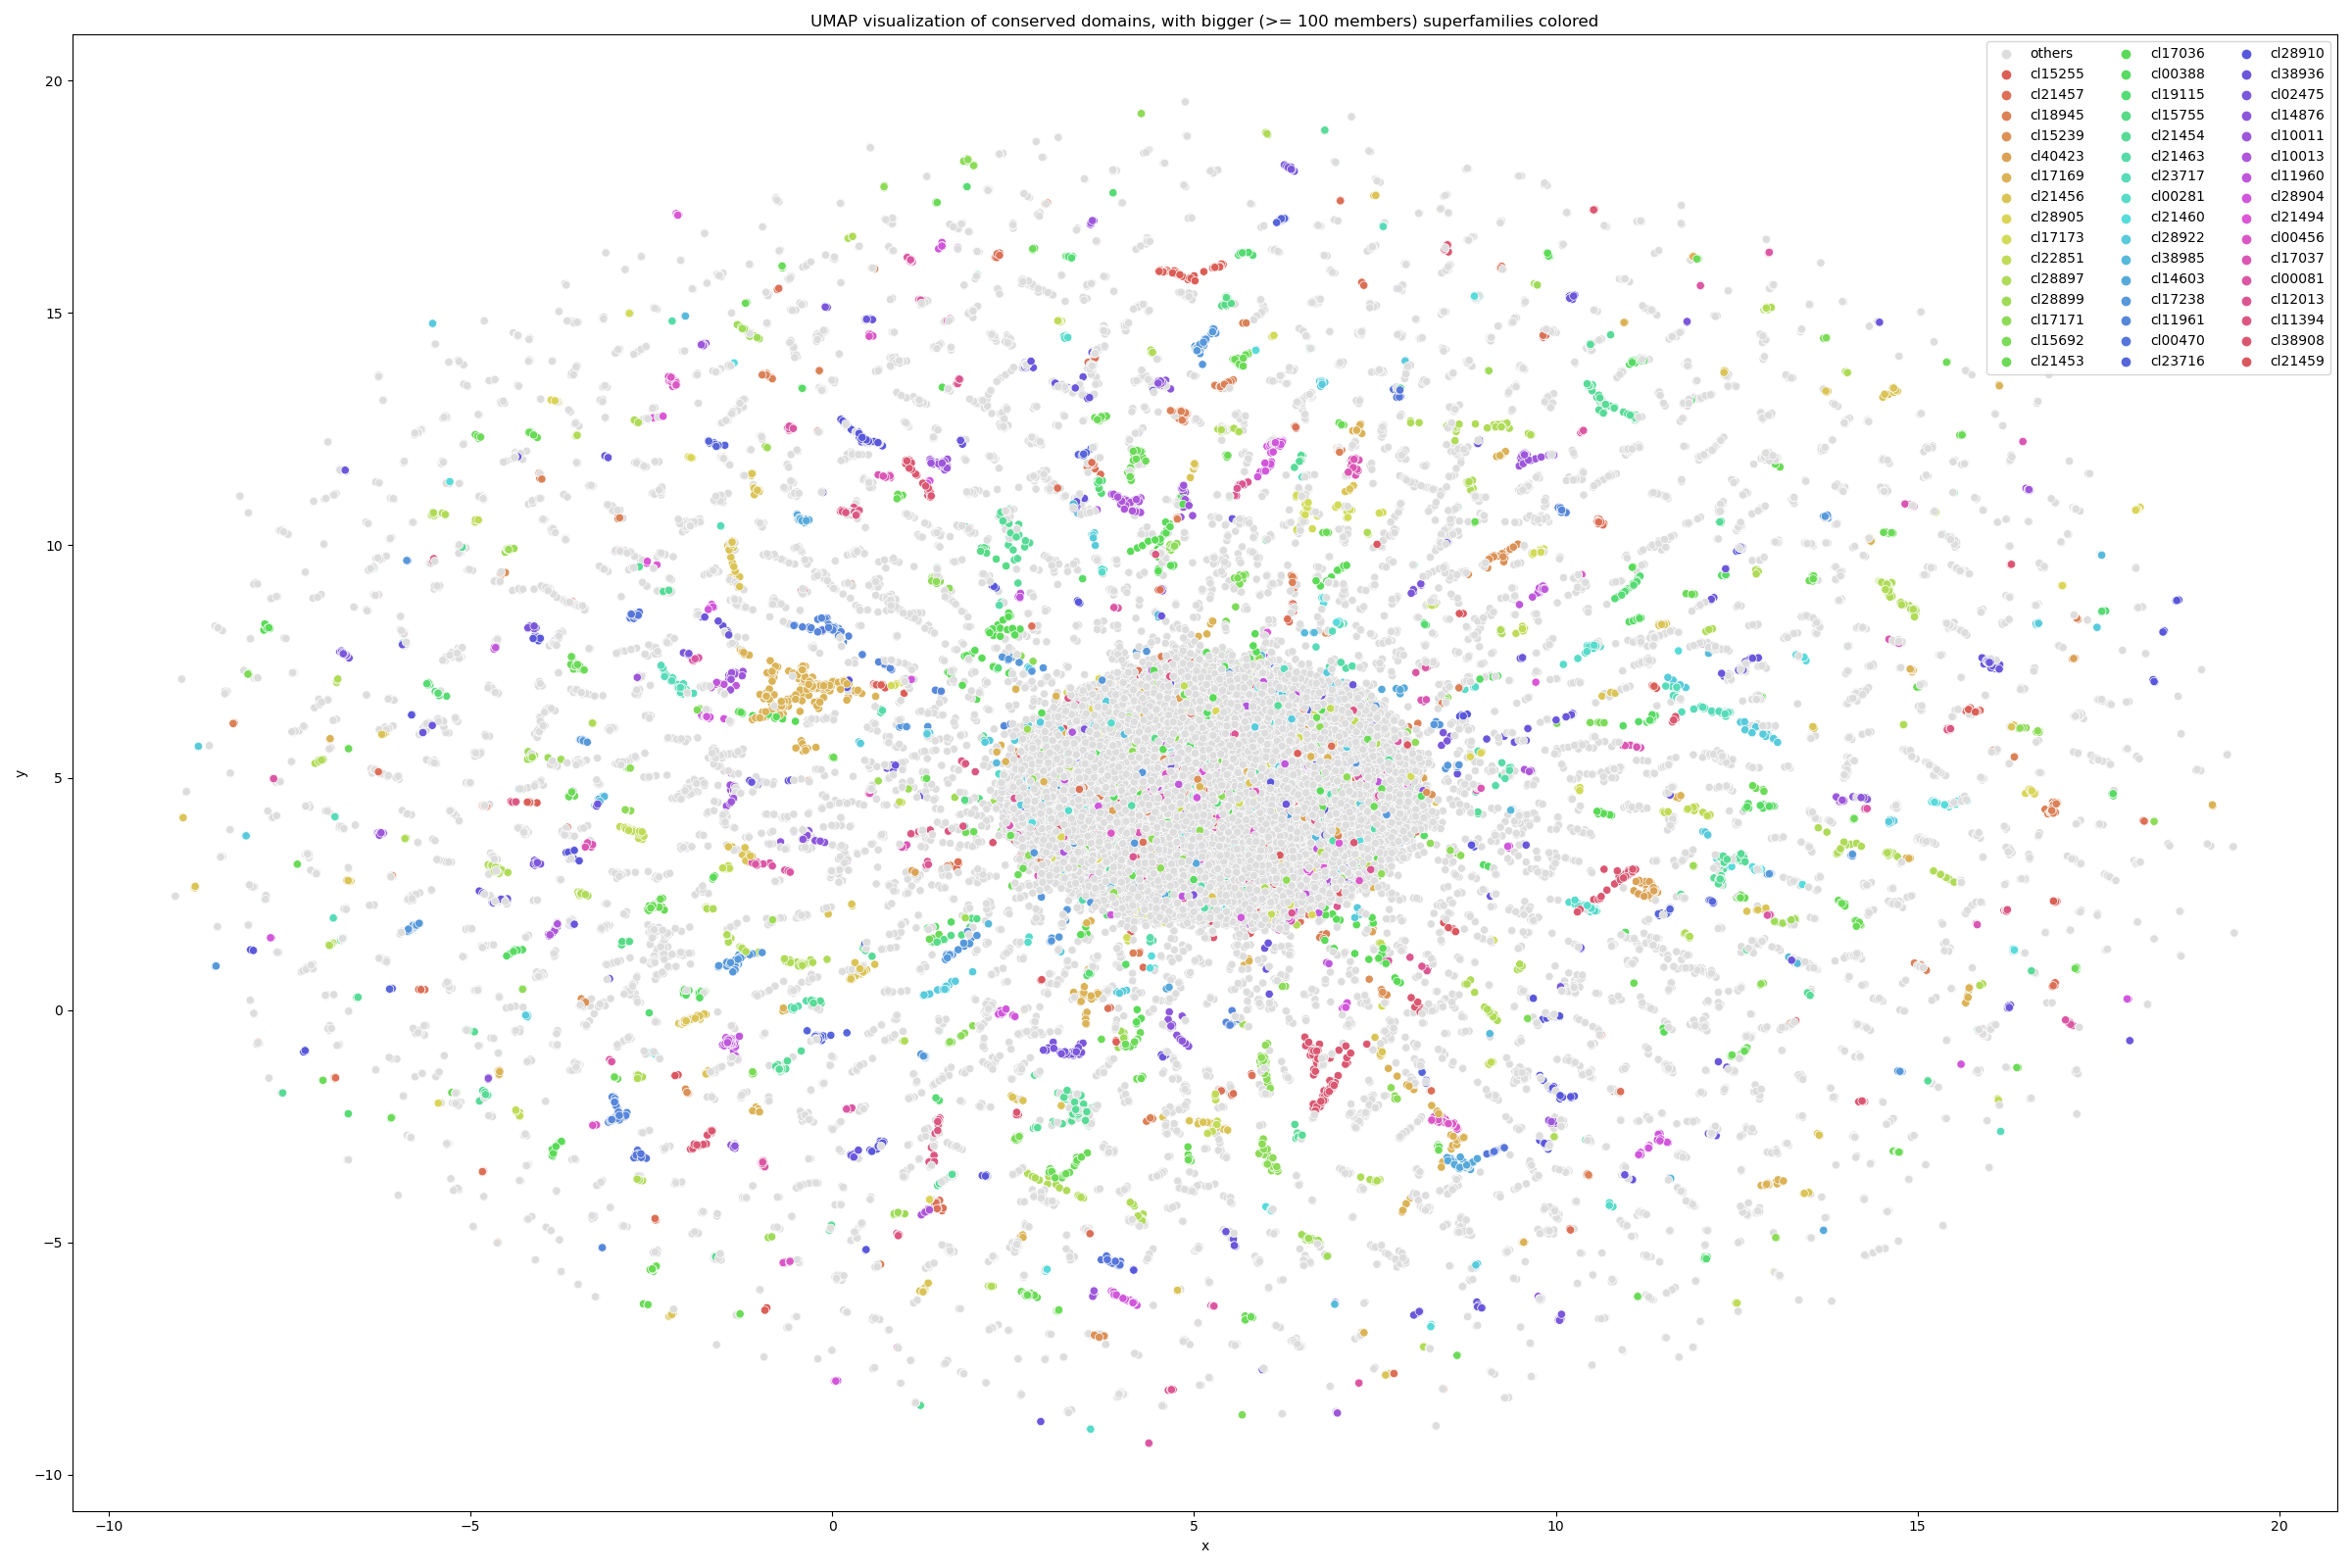 UMAP visualization of conserved domains, with bigger (>= 100 members) superfamilies colored
others
cl15255
cl21457
cl18945
cl15239
cl40423
cl17169
cl21456
cl28905
cl17173
cl22851
cl28897
cl28899
cl17171
cl15692
cl21453
cl17036
cl00388
cl19115
cl15755
cl21454
cl21463
cl23717
cl00281
cl21460
cl28922
cl38985
cl14603
cl17238
cl11961
cl00470
cl23716
cl28910
cl38936
cl02475
cl14876
cl10011
cl10013
cl11960
cl28904
cl21494
cl00456
cl17037
cl00081
cl12013
cl11394
cl38908
cl21459
20
15
10
5
0
−5
−10
y
−10
−5
0
5
10
15
20
x